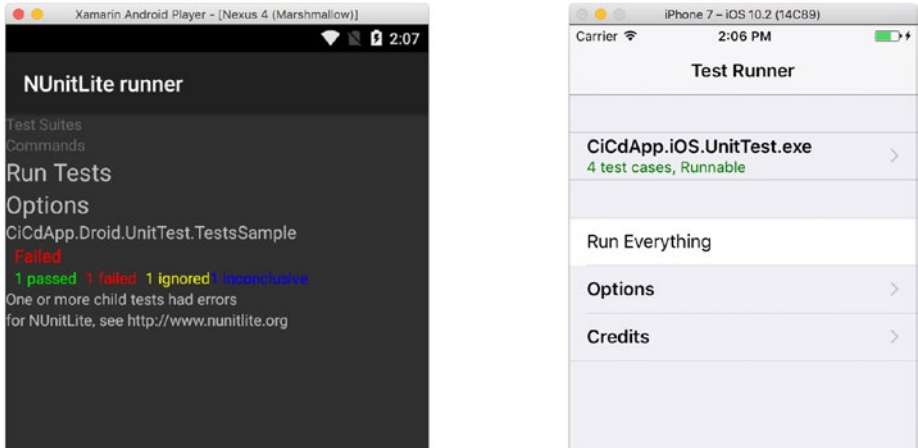 Xamarin Android Player - [Nexus 4 (Marshmallow)]
2:07
NUnitLite runner
Test Suites
Commands
Run Tests
Options
CiCdApp.Droid.UnitTest.TestsSample
Failed
1 passed 1 failed 1 ignored 1 inconclusive
One or more child tests had errors
for NUnitLite, see http://www.nunitlite.org
iPhone 7 – iOS 10.2 (14C89)
Carrier 2:06 PM
Test Runner
CiCdApp.iOS.UnitTest.exe
4 test cases, Runnable
Run Everything
Options
Credits